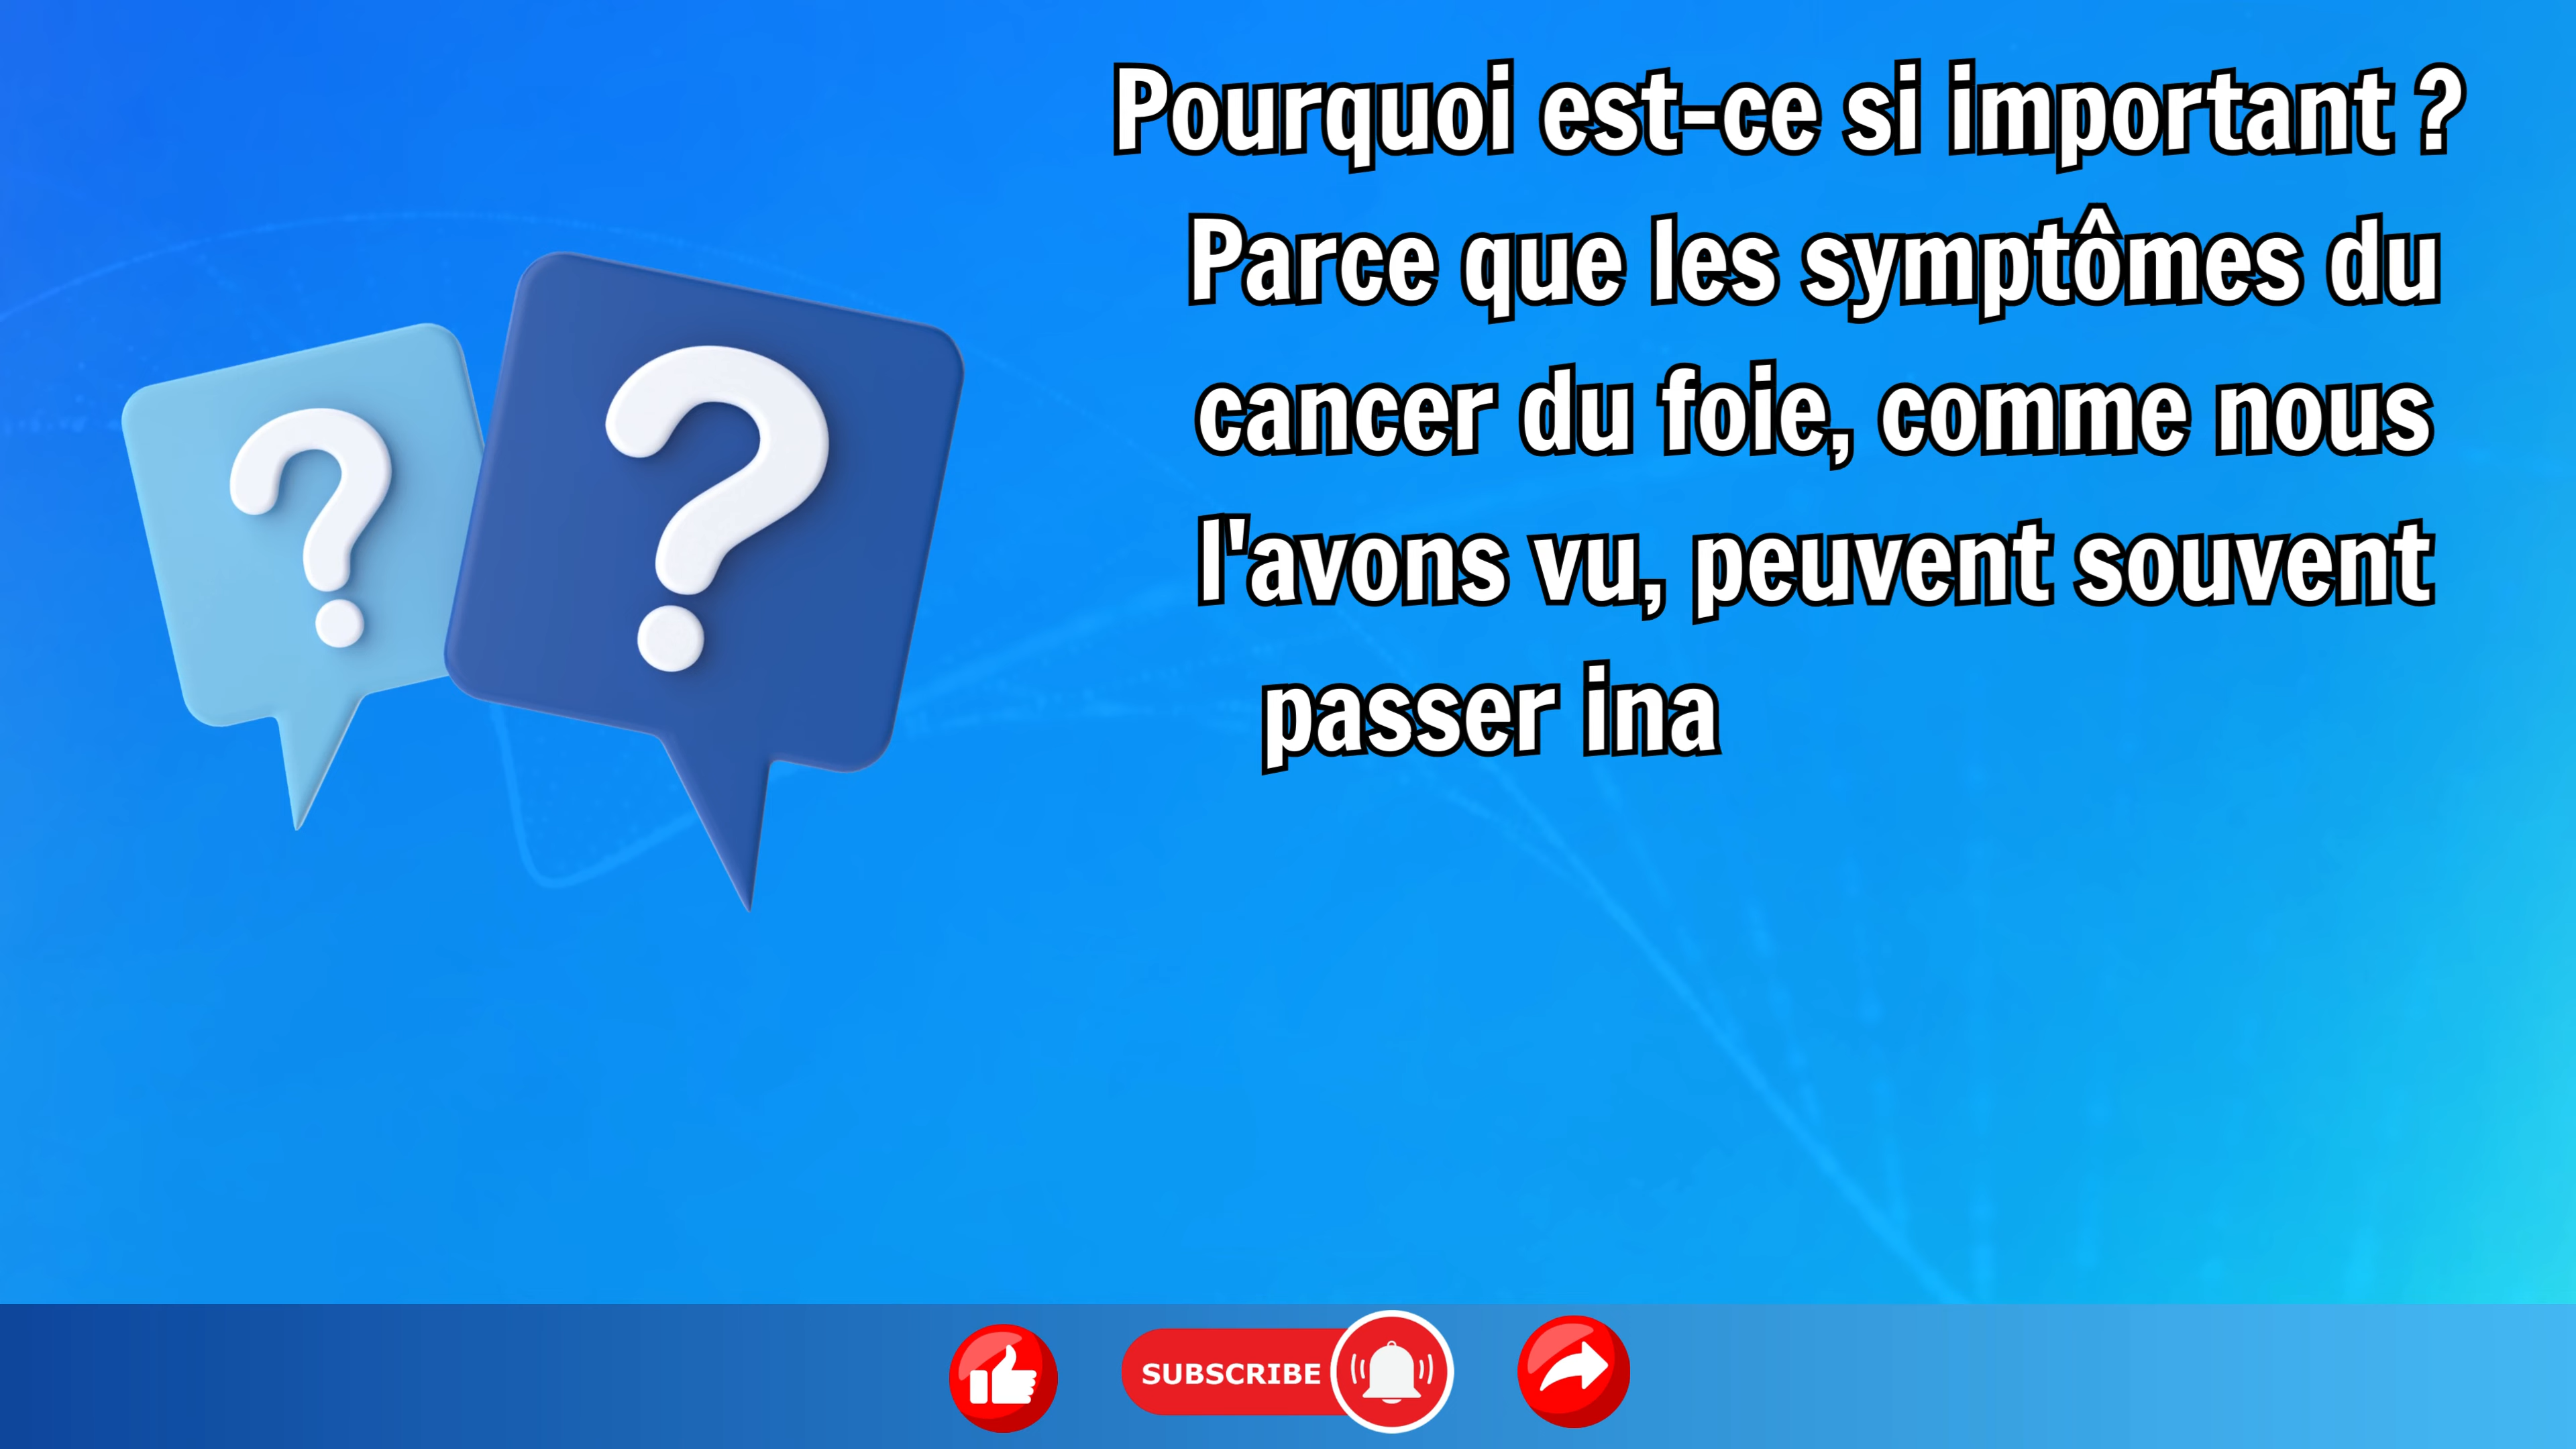 Pourquoi est-ce si important ?
Parce que les symptômes du
cancer du foie, comme nous
l'avons vu, peuvent souvent
passer ina
? ?
SUBSCRIBE